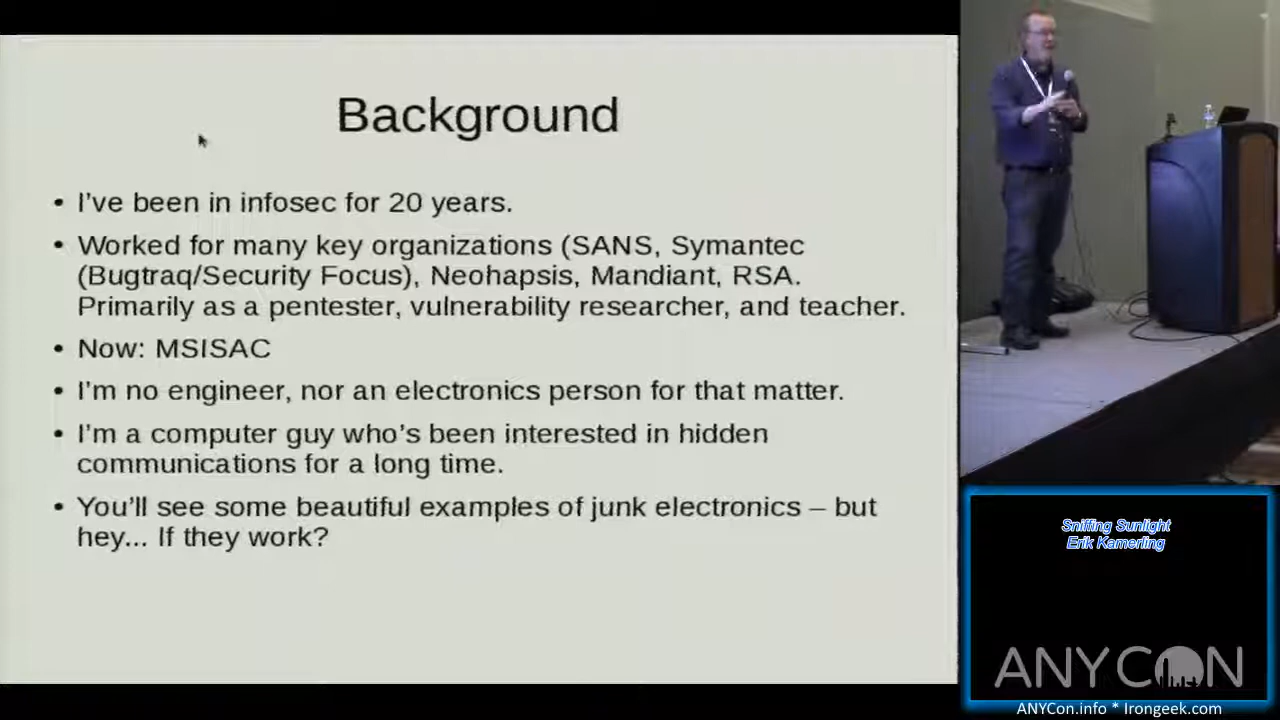 Background
• I've been in infosec for 20 years.
• Worked for many key organizations (SANS, Symantec
(Bugtraq/Security Focus), Neohapsis, Mandiant, RSA.
Primarily as a pentester, vulnerability researcher, and teacher.
• Now: MSISAC
• I'm no engineer, nor an electronics person for that matter.
• I'm a computer guy who's been interested in hidden
communications for a long time.
• You'll see some beautiful examples of junk electronics – but
hey... If they work?
Sniffing Sunlight
Erik Kamerling
ANYCON
ANYCon.info * Irongeek.com